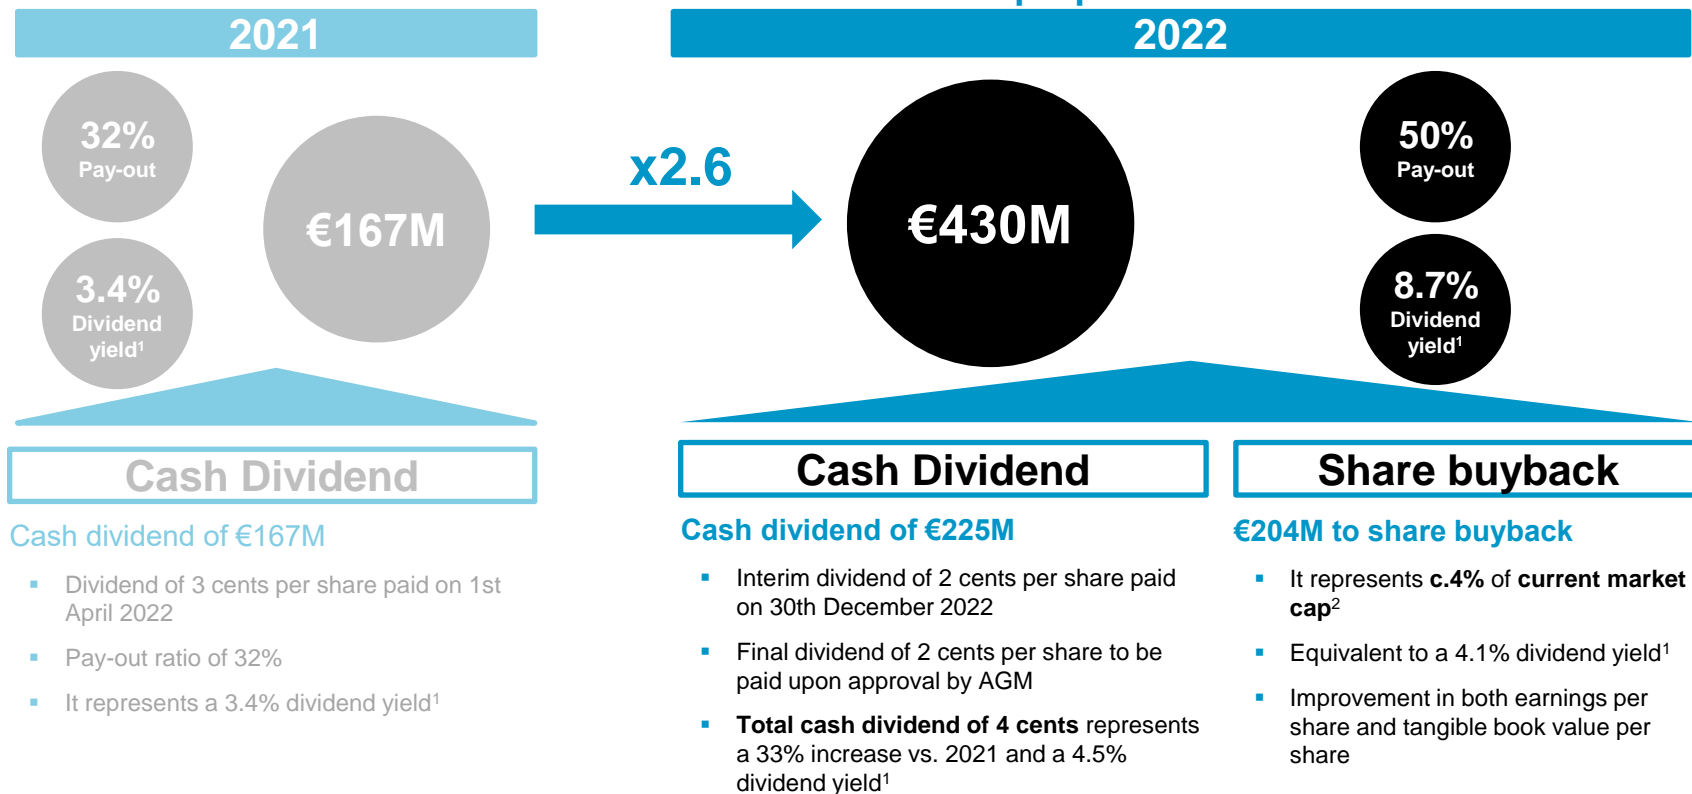 2021
32%
Pay-out
€167M
3.4%
Dividend
yield¹
x2.6
2022
€430M
50%
Pay-out
8.7%
Dividend
yield¹
Cash Dividend
Cash dividend of €167M
▪ Dividend of 3 cents per share paid on 1st
April 2022
▪ Pay-out ratio of 32%
▪ It represents a 3.4% dividend yield¹
Cash Dividend
Cash dividend of €225M
▪ Interim dividend of 2 cents per share paid
on 30th December 2022
▪ Final dividend of 2 cents per share to be
paid upon approval by AGM
▪ Total cash dividend of 4 cents represents
a 33% increase vs. 2021 and a 4.5%
dividend yield¹
Share buyback
€204M to share buyback
▪ It represents c.4% of current market
cap²
▪ Equivalent to a 4.1% dividend yield¹
▪ Improvement in both earnings per
share and tangible book value per
share